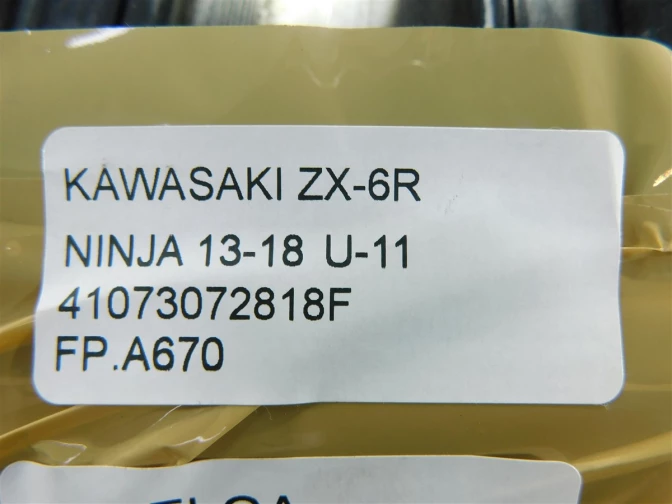 KAWASAKI ZX-6R
NINJA 13-18 U-11
41073072818F
FP.A670